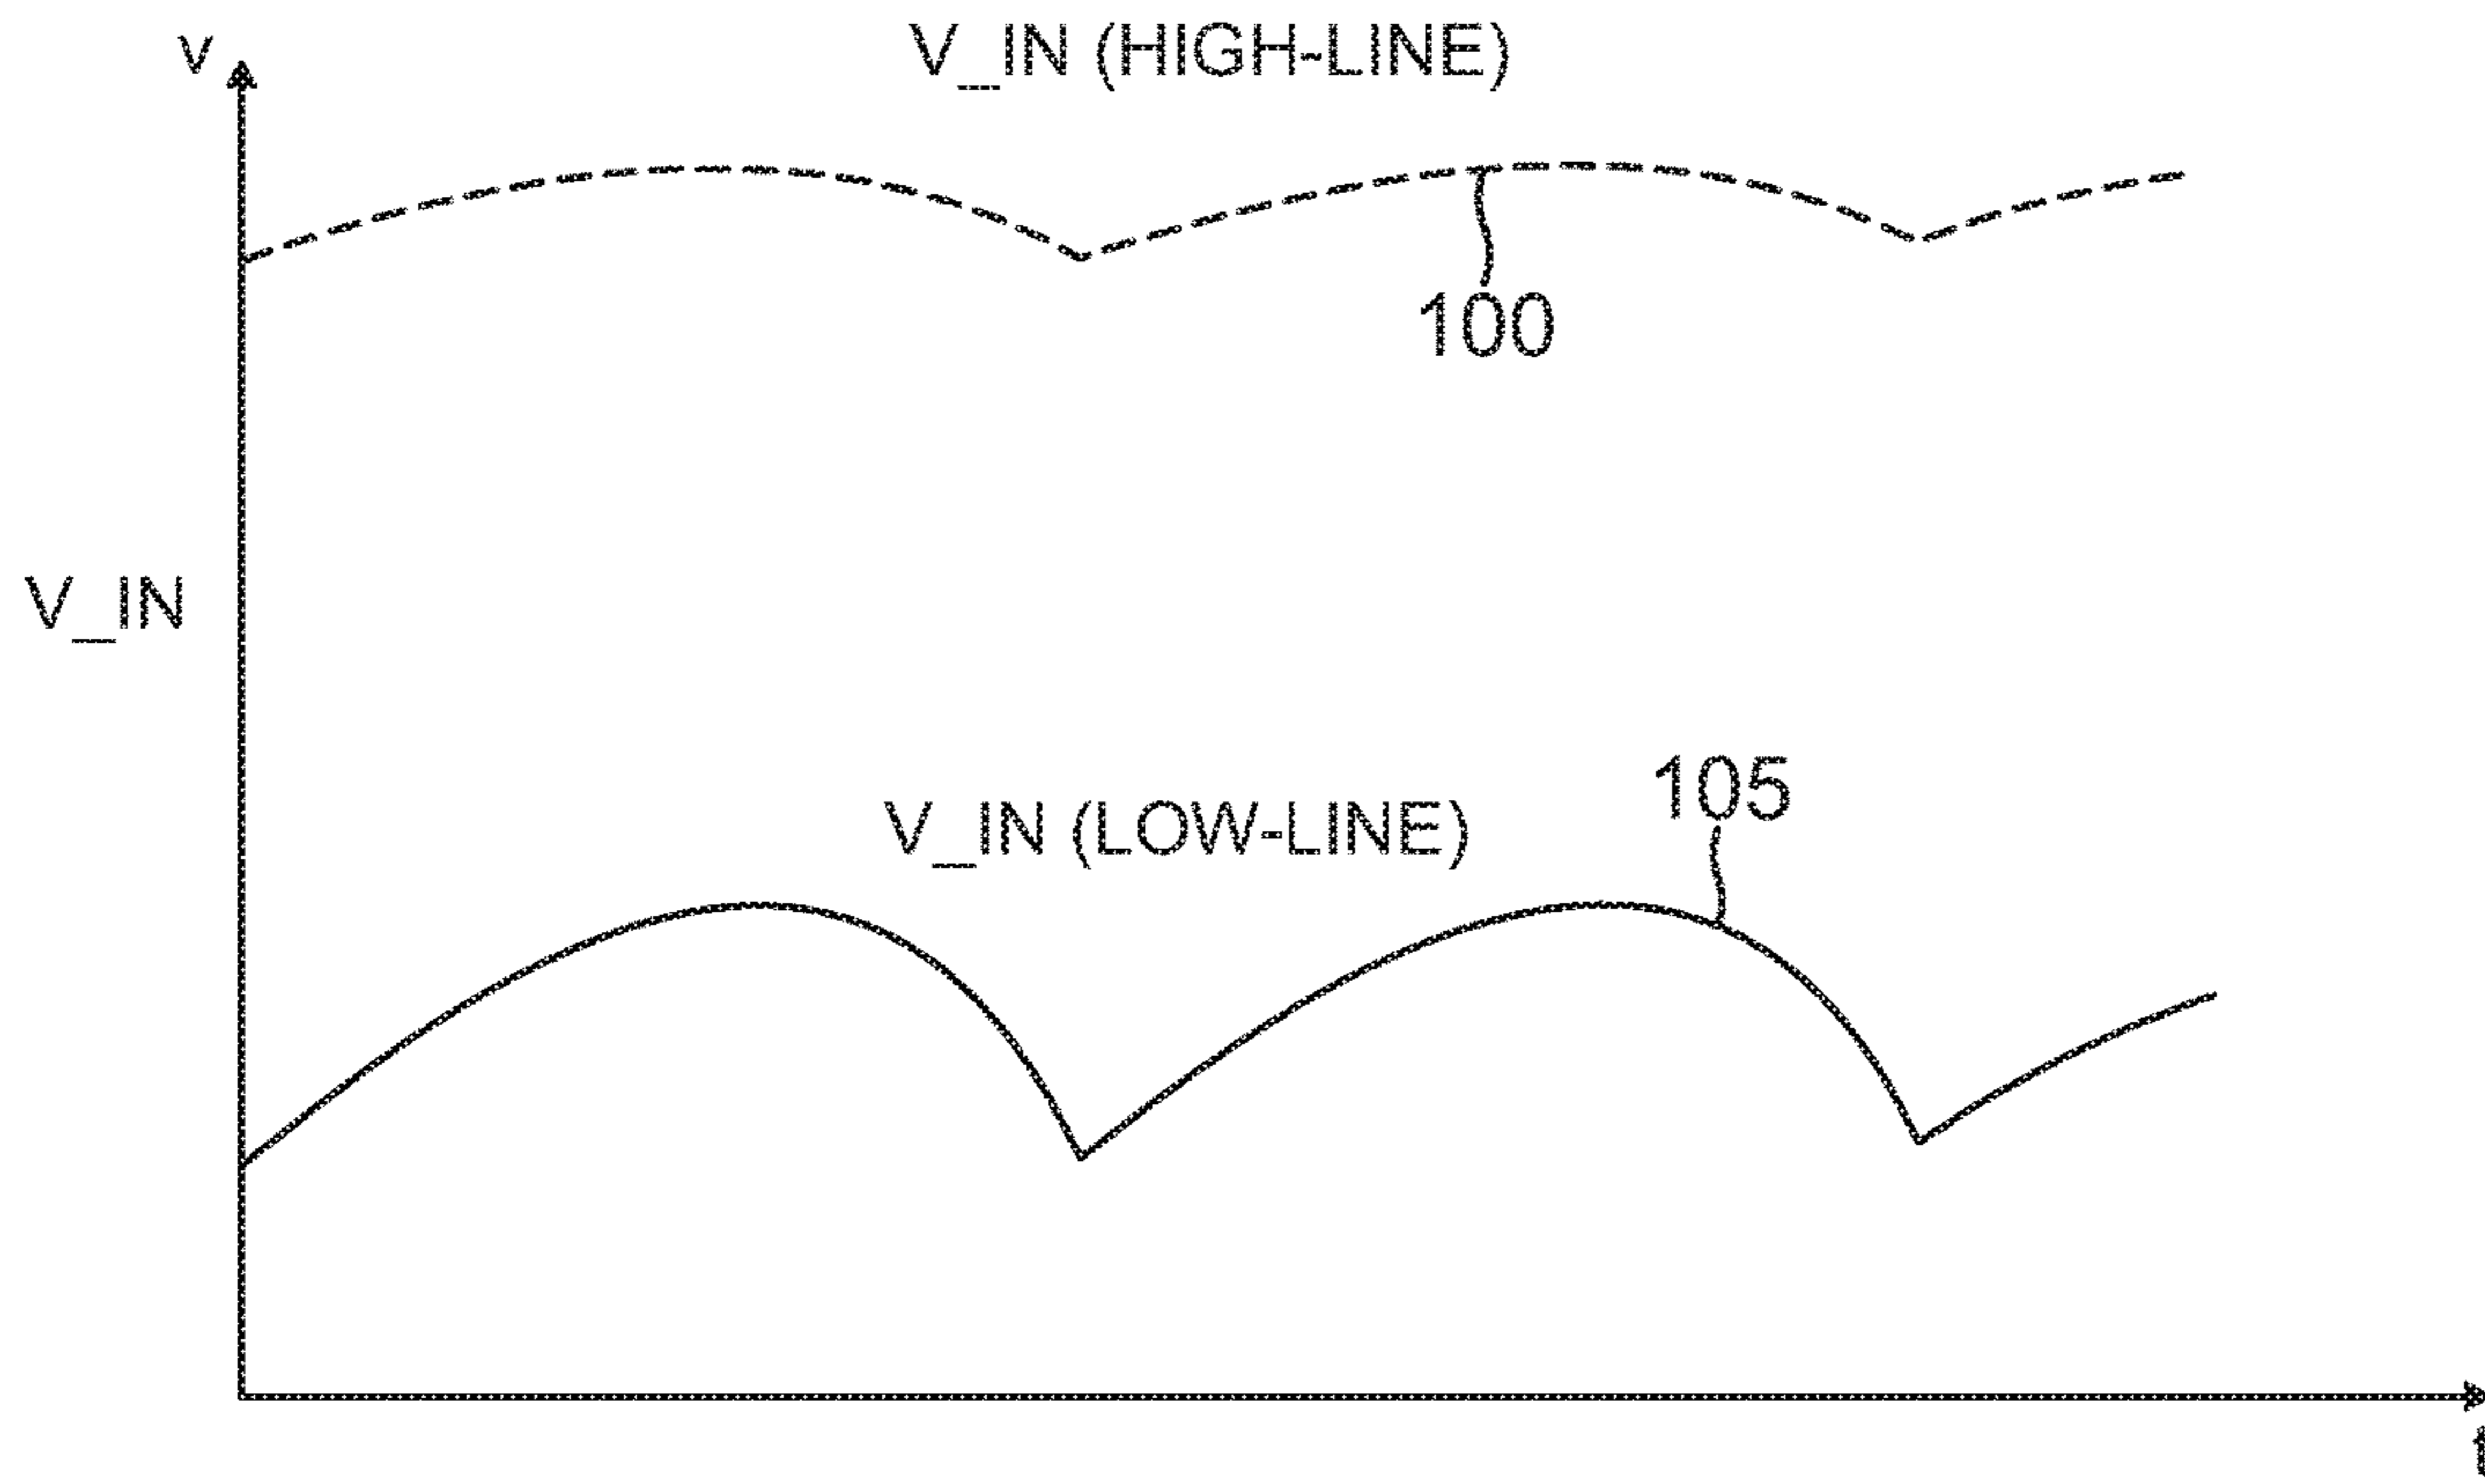 V_IN (HIGH-LINE)
v
100
V_IN
105
V_IN (LOW-LINE)
t